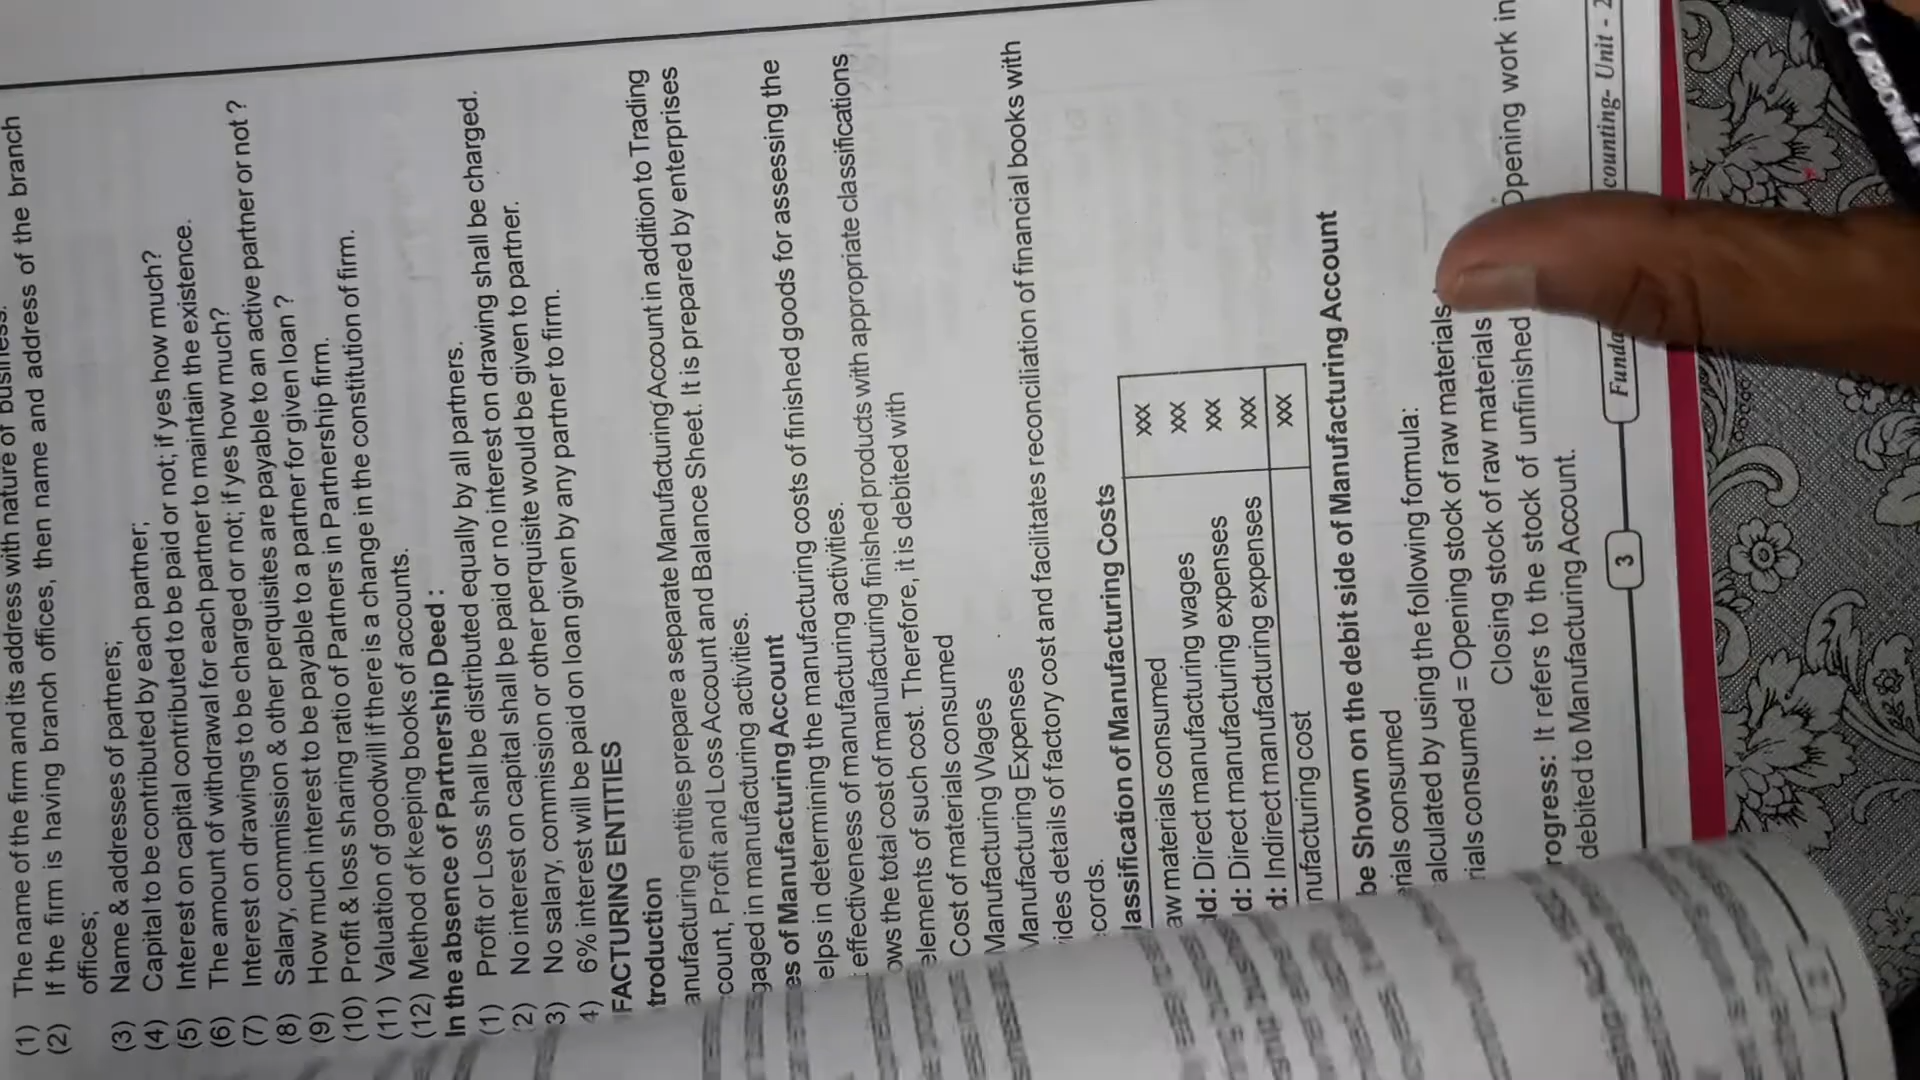 (1) The name of the firm and its address with nature of business.
(2) If the firm is having branch offices, then name and address of the branch
offices;
(3) Name & addresses of partners;
(4) Capital to be contributed by each partner;
(5) Interest on capital contributed to be paid or not; if yes how much?
(6) The amount of withdrawal for each partner to maintain the existence.
(7) Interest on drawings to be charged or not; if yes how much?
(8) Salary, commission & other perquisites are payable to an active partner or not ?
(9) How much interest to be payable to a partner for given loan ?
(10) Profit & loss sharing ratio of Partners in Partnership firm.
(11) Valuation of goodwill if there is a change in the constitution of firm.
(12) Method of keeping books of accounts.
In the absence of Partnership Deed :
(1) Profit or Loss shall be distributed equally by all partners.
(2) No interest on capital shall be paid or no interest on drawing shall be charged.
3) No salary, commission or other perquisite would be given to partner.
4) 6% interest will be paid on loan given by any partner to firm.
FACTURING ENTITIES
troduction
anufacturing entities prepare a separate Manufacturing Account in addition to Trading
count, Profit and Loss Account and Balance Sheet. It is prepared by enterprises
gaged in manufacturing activities.
es of Manufacturing Account
elps in determining the manufacturing costs of finished goods for assessing the
effectiveness of manufacturing activities.
ows the total cost of manufacturing finished products with appropriate classifications
elements of such cost. Therefore, it is debited with
Cost of materials consumed
Manufacturing Wages
Manufacturing Expenses
ides details of factory cost and facilitates reconciliation of financial books with
cords.
lassification of Manufacturing Costs
aw materials consumed xxx
dd: Direct manufacturing wages xxx
d: Direct manufacturing expenses xxx
d: Indirect manufacturing expenses xxx
nufacturing cost xxx
be Shown on the debit side of Manufacturing Account
erials consumed
alculated by using the following formula:
rials consumed = Opening stock of raw materials
Closing stock of raw materials
rogress: It refers to the stock of unfinished Opening work in
debited to Manufacturing Account.
3 Funda counting- Unit - 2